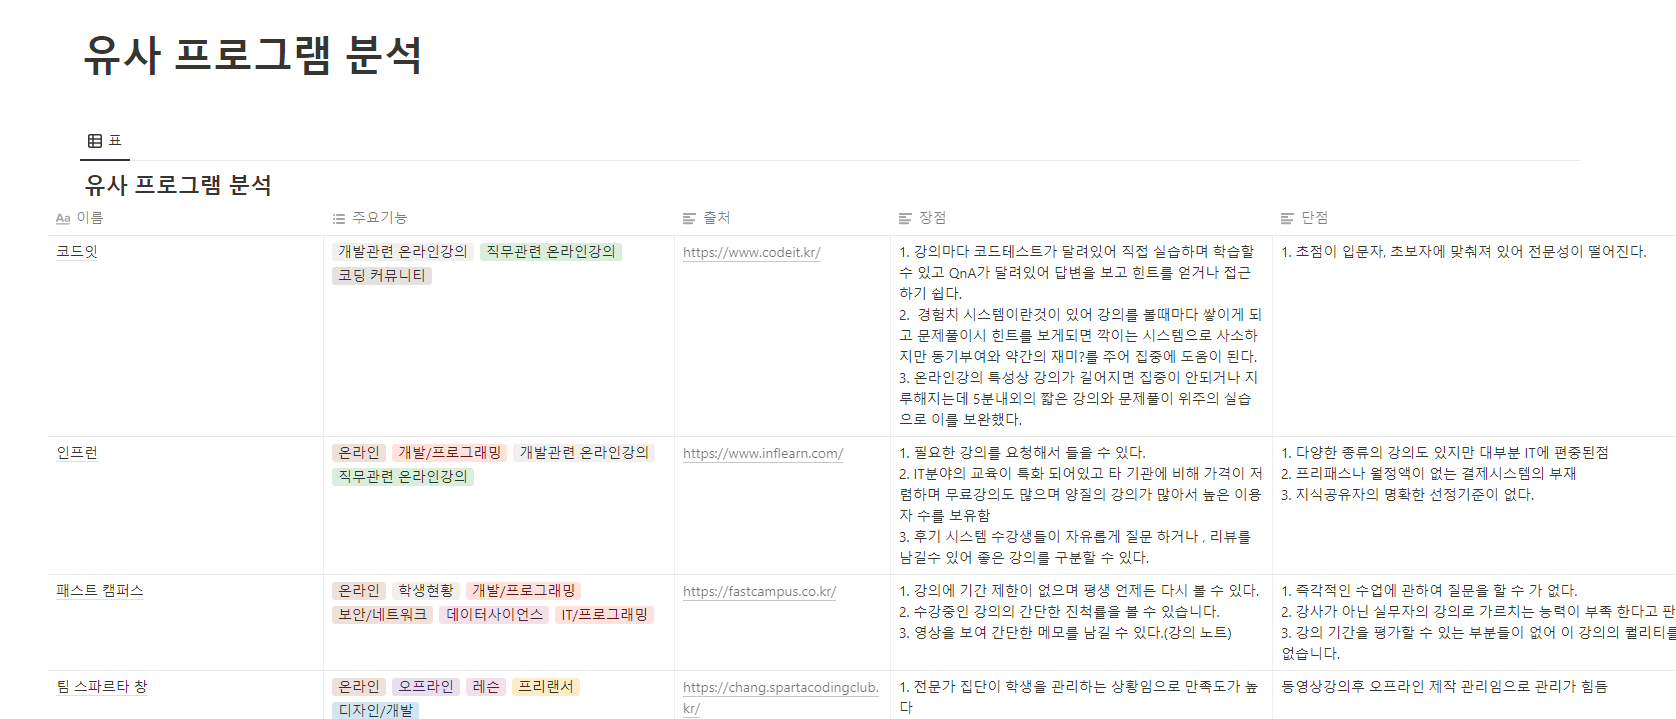 유사 프로그램 분석
표
유사 프로그램 분석
Aa 이름 주요기능 출처 장점 단점
코드잇
개발관련 온라인강의 직무관련 온라인강의
코딩 커뮤니티
https://www.codeit.kr/
1. 강의마다 코드테스트가 달려있어 직접 실습하며 학습할
수 있고 QnA가 달려있어 답변을 보고 힌트를 얻거나 접근
하기 쉽다.
2. 경험치 시스템이란것이 있어 강의를 볼때마다 쌓이게 되
고 문제풀이시 힌트를 보게되면 깍이는 시스템으로 사소하
지만 동기부여와 약간의 재미?를 주어 집중에 도움이 된다.
3. 온라인강의 특성상 강의가 길어지면 집중이 안되거나 지
루해지는데 5분내외의 짧은 강의와 문제풀이 위주의 실습
으로 이를 보완했다.
1. 초점이 입문자, 초보자에 맞춰져 있어 전문성이 떨어진다.
인프런
온라인 개발/프로그래밍 개발관련 온라인강의
직무관련 온라인강의
https://www.inflearn.com/
1. 필요한 강의를 요청해서 들을 수 있다.
2. IT분야의 교육이 특화 되어있고 타 기관에 비해 가격이 저
렴하며 무료강의도 많으며 양질의 강의가 많아서 높은 이용
자 수를 보유함
3. 후기 시스템 수강생들이 자유롭게 질문 하거나 , 리뷰를
남길수 있어 좋은 강의를 구분할 수 있다.
1. 다양한 종류의 강의도 있지만 대부분 IT에 편중된점
2. 프리패스나 월정액이 없는 결제시스템의 부재
3. 지식공유자의 명확한 선정기준이 없다.
패스트 캠퍼스
온라인 학생현황 개발/프로그래밍
보안/네트워크 데이터사이언스 IT/프로그래밍
https://fastcampus.co.kr/
1. 강의에 기간 제한이 없으며 평생 언제든 다시 볼 수 있다.
2. 수강중인 강의의 간단한 진척률을 볼 수 있습니다.
3. 영상을 보여 간단한 메모를 남길 수 있다.(강의 노트)
1. 즉각적인 수업에 관하여 질문을 할 수 가 없다.
2. 강사가 아닌 실무자의 강의로 가르치는 능력이 부족 한다고 판
3. 강의 기간을 평가할 수 있는 부분들이 없어 이 강의의 퀄리티를
없습니다.
팀 스파르타 창
온라인 오프라인 레슨 프리랜서
디자인/개발
https://chang.spartacodingclub.
kr/
1. 전문가 집단이 학생을 관리하는 상황임으로 만족도가 높
다
동영상강의후 오프라인 제작 관리임으로 관리가 힘듬